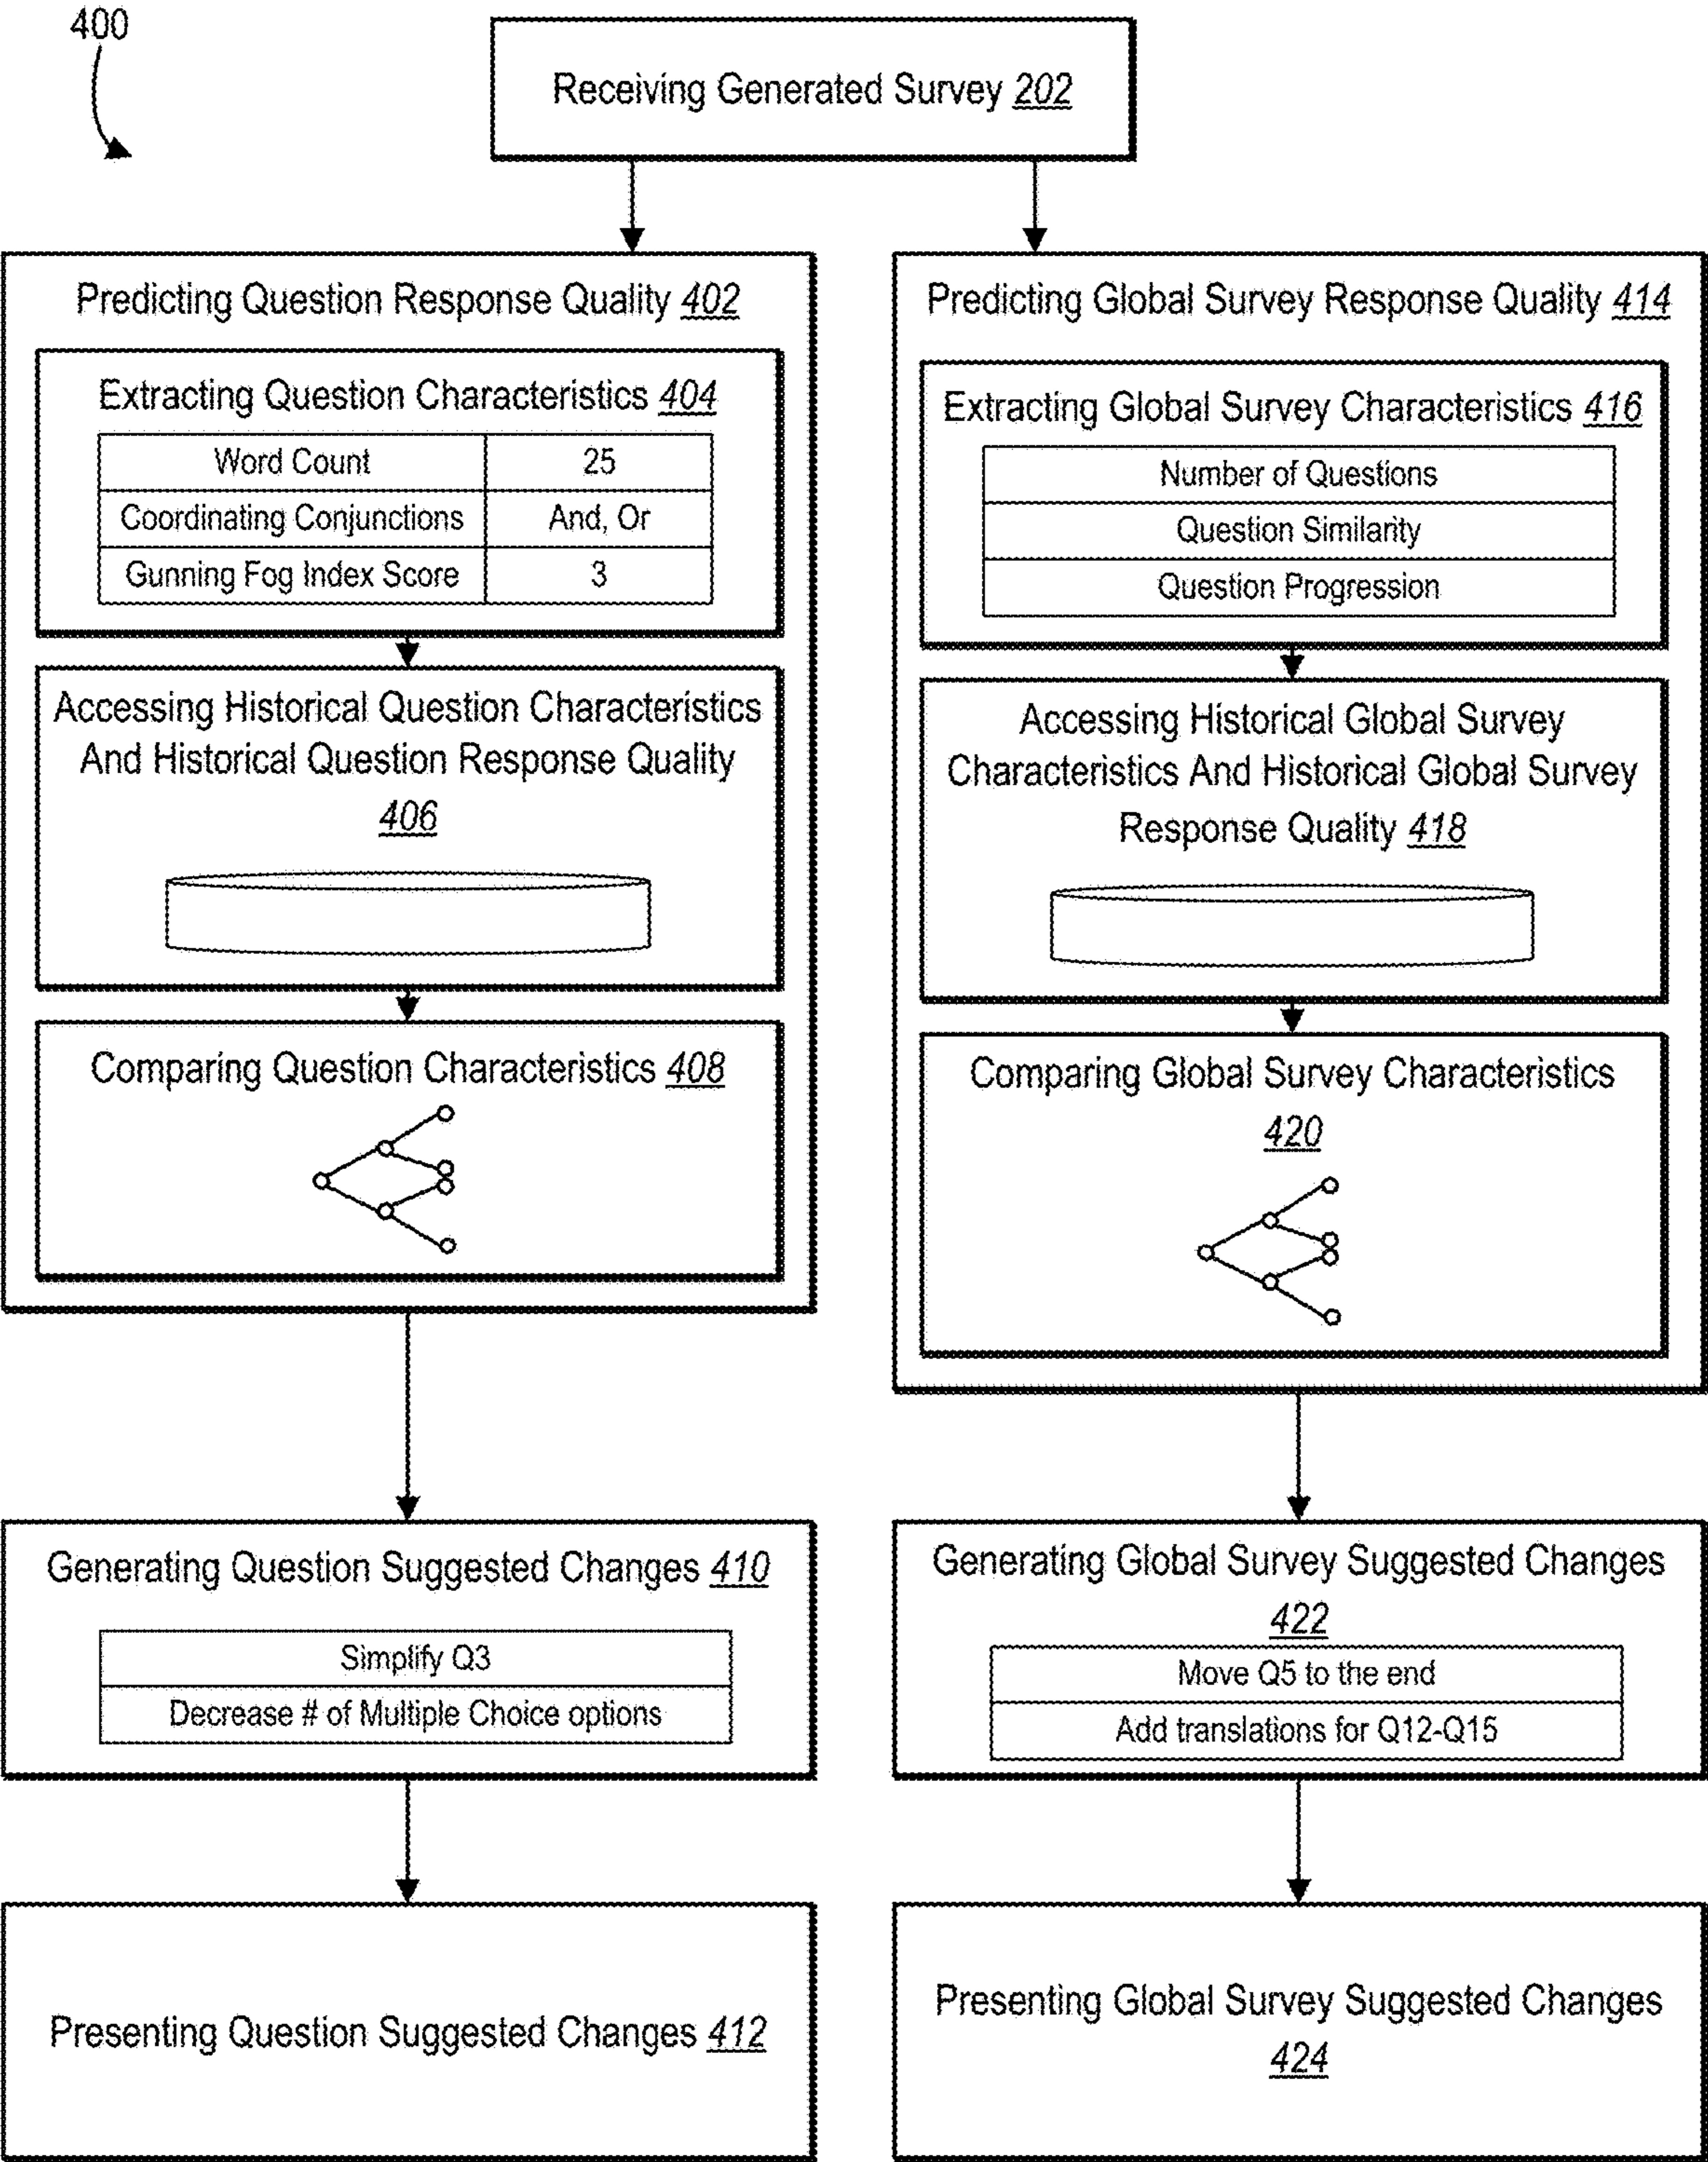 400
Receiving Generated Survey 202
Predicting Question Response Quality 402
Extracting Question Characteristics 404
Word Count 25
Coordinating Conjunctions And, Or
Gunning Fog Index Score 3
Accessing Historical Question Characteristics
And Historical Question Response Quality
406
Comparing Question Characteristics 408
Generating Question Suggested Changes 410
Simplify Q3
Decrease # of Multiple Choice options
Presenting Question Suggested Changes 412
Predicting Global Survey Response Quality 414
Extracting Global Survey Characteristics 416
Number of Questions
Question Similarity
Question Progression
Accessing Historical Global Survey
Characteristics And Historical Global Survey
Response Quality 418
Comparing Global Survey Characteristics
420
Generating Global Survey Suggested Changes
422
Move Q5 to the end
Add translations for Q12-Q15
Presenting Global Survey Suggested Changes
424